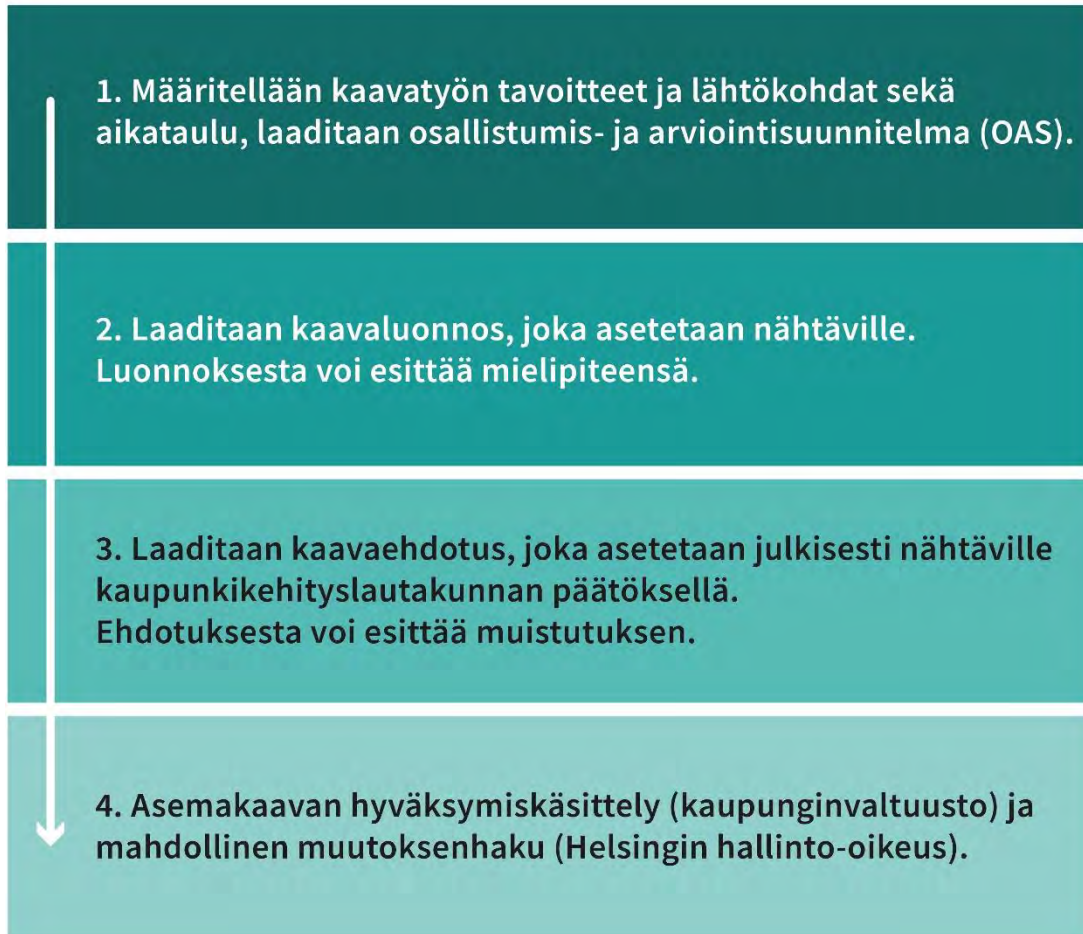 1. Määritellään kaavatyön tavoitteet ja lähtökohdat sekä
aikataulu, laaditaan osallistumis- ja arviointisuunnitelma (OAS).
2. Laaditaan kaavaluonnos, joka asetetaan nähtäville.
Luonnoksesta voi esittää mielipiteensä.
3. Laaditaan kaavaehdotus, joka asetetaan julkisesti nähtäville
kaupunkikehityslautakunnan päätöksellä.
Ehdotuksesta voi esittää muistutuksen.
4. Asemakaavan hyväksymiskäsittely (kaupunginvaltuusto) ja
mahdollinen muutoksenhaku (Helsingin hallinto-oikeus).